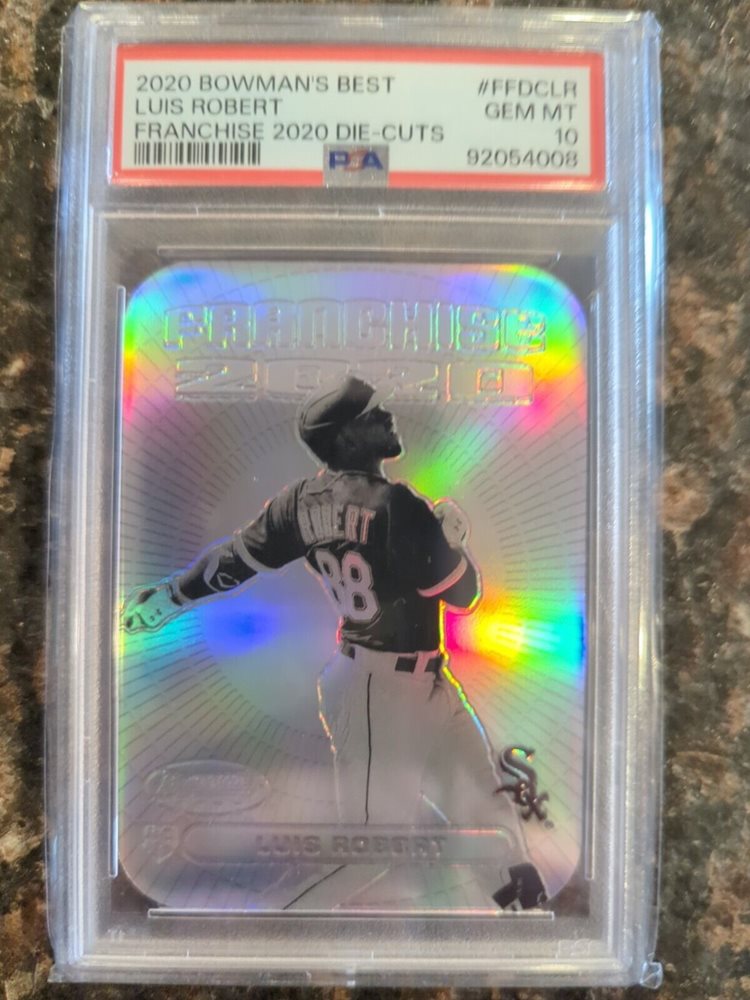 2020 BOWMAN'S BEST #FFDCLR
LUIS ROBERT GEM MT
FRANCHISE 2020 DIE-CUTS 10
PSA 92054008
FRANCHISE
2020
ROBERT
88
Sox
LUIS ROBERT